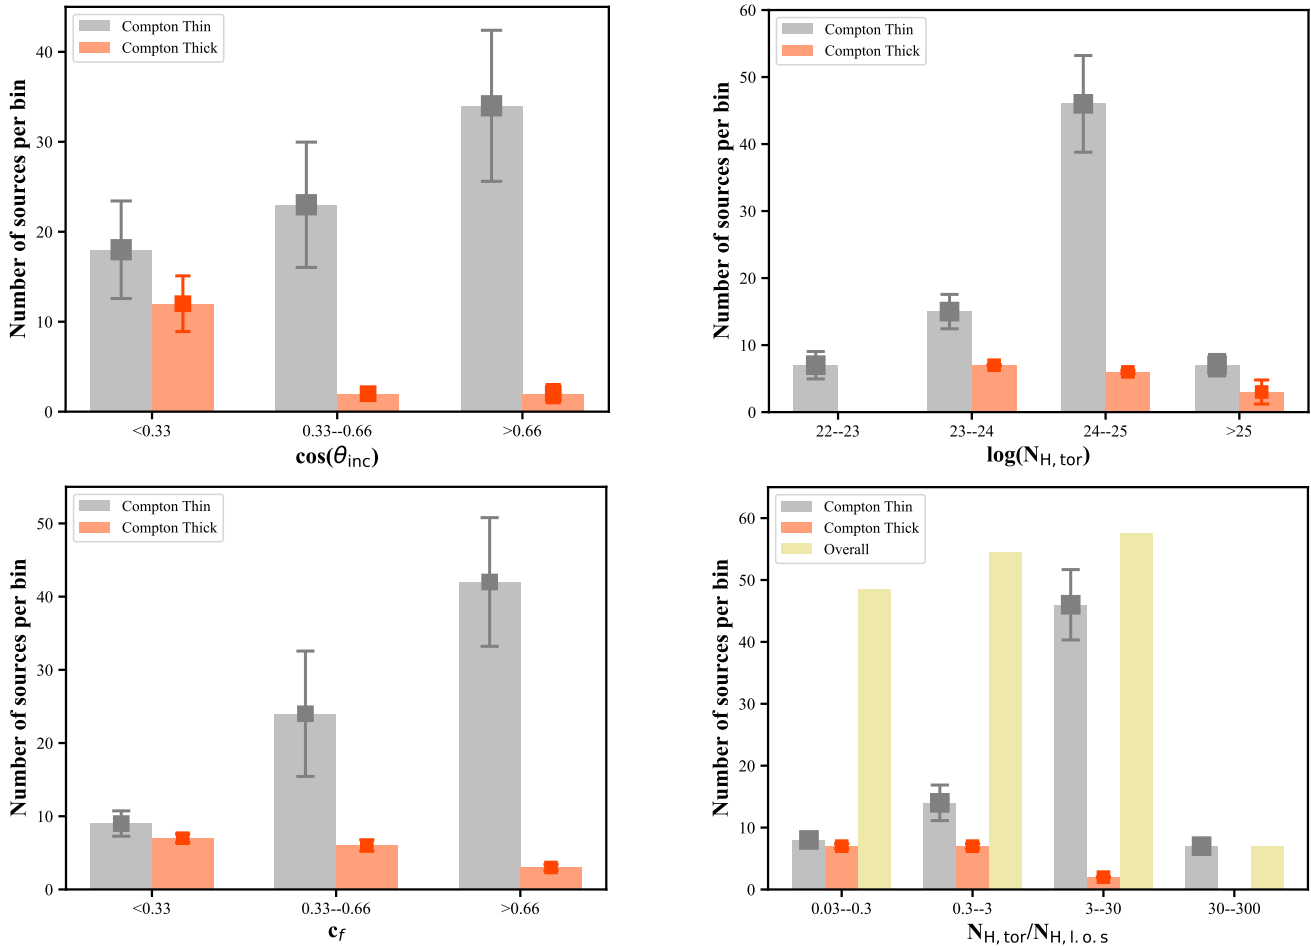 Compton Thin
Compton Thick
Number of sources per bin
40
30
20
10
0
<0.33
0.33--0.66
>0.66
cos(θinc)
Compton Thin
Compton Thick
Number of sources per bin
60
50
40
30
20
10
0
22--23
23--24
24--25
>25
log(NH, tor)
Compton Thin
Compton Thick
Number of sources per bin
50
40
30
20
10
0
<0.33
0.33--0.66
>0.66
cf
Compton Thin
Compton Thick
Overall
Number of sources per bin
60
50
40
30
20
10
0
0.03--0.3
0.3--3
3--30
30--300
NH, tor/NH, l.o.s